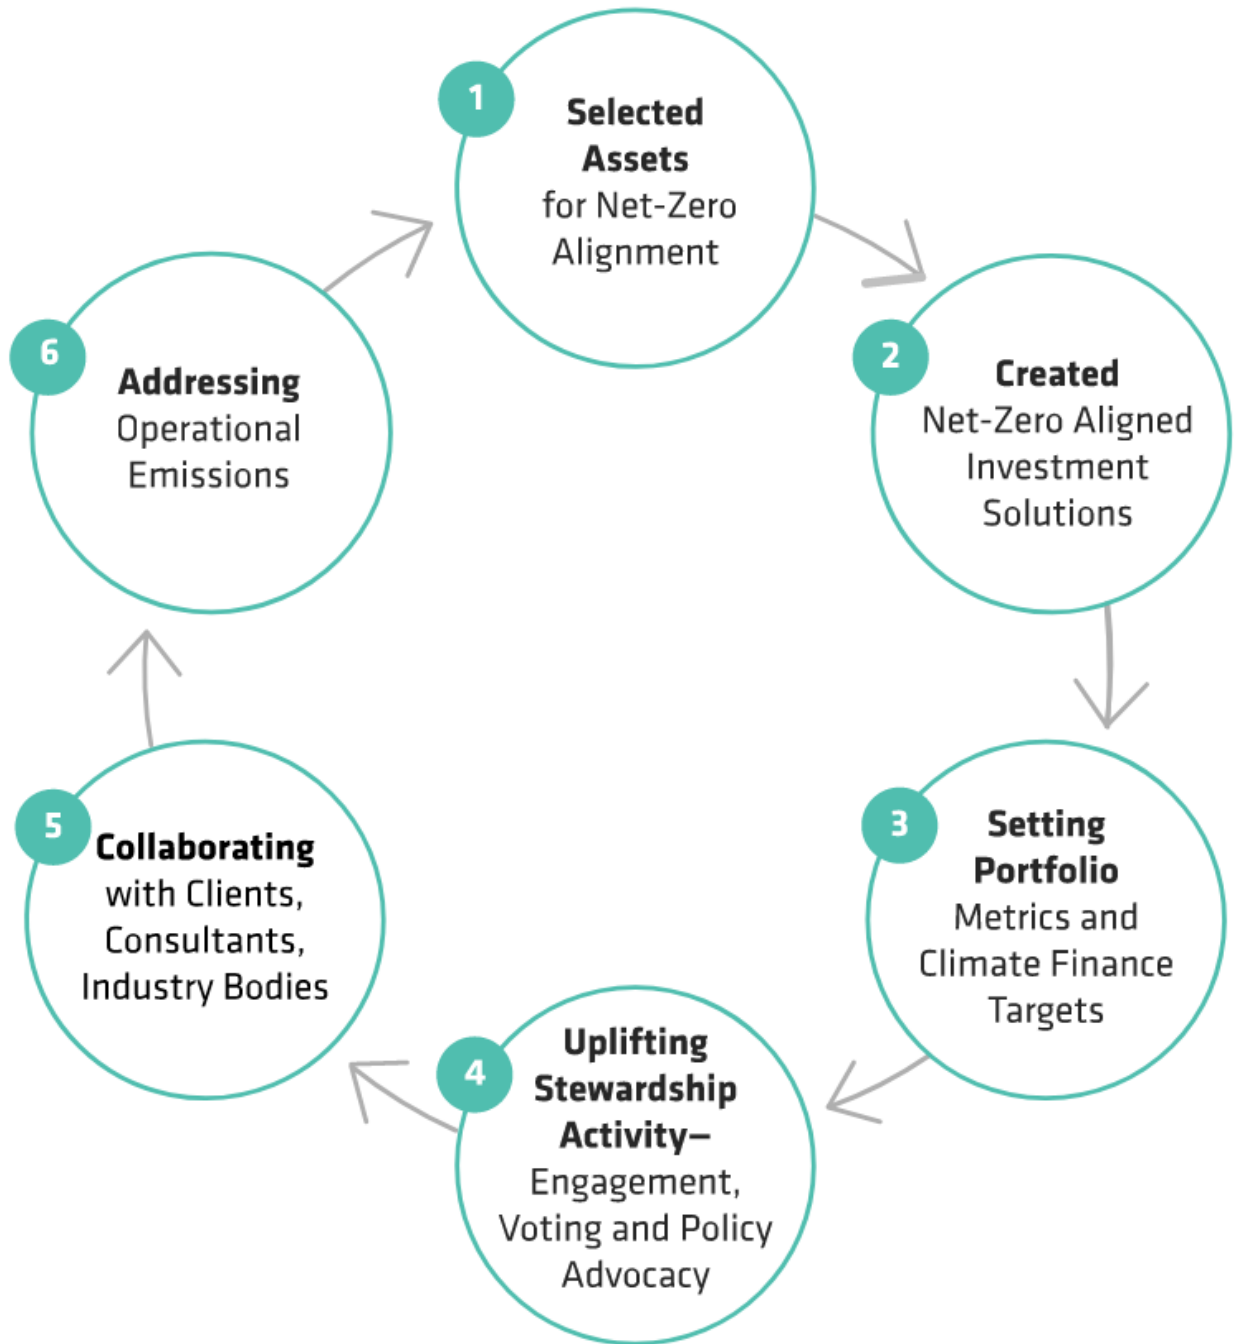 1
Selected
Assets
for Net-Zero
Alignment
2
Created
Net-Zero Aligned
Investment
Solutions
3
Setting
Portfolio
Metrics and
Climate Finance
Targets
4
Uplifting
Stewardship
Activity—
Engagement,
Voting and Policy
Advocacy
5
Collaborating
with Clients,
Consultants,
Industry Bodies
6
Addressing
Operational
Emissions